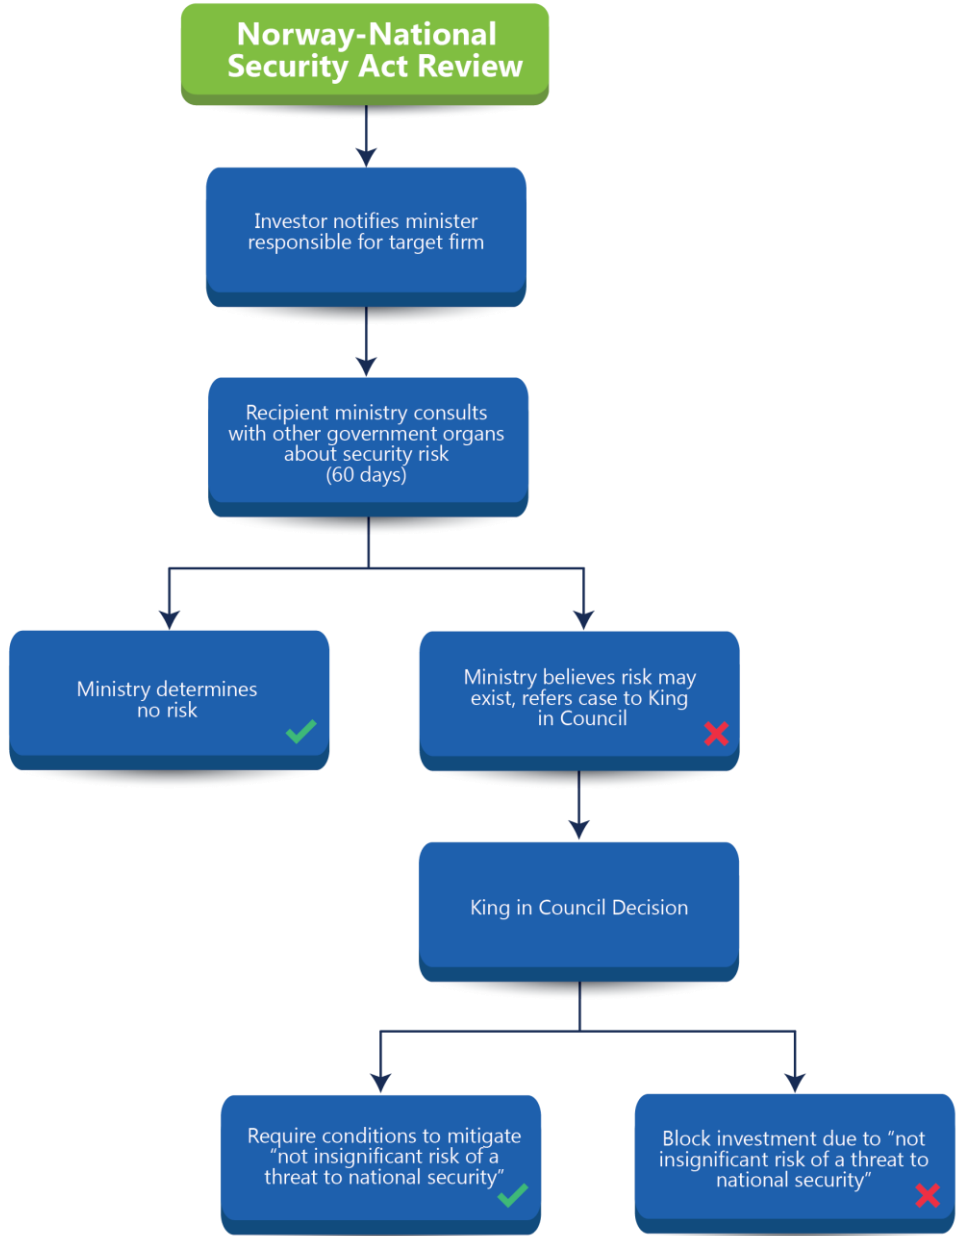 Norway-National
Security Act Review
Investor notifies minister
responsible for target firm
Recipient ministry consults
with other government organs
about security risk
(60 days)
Ministry determines
no risk
Ministry believes risk may
exist, refers case to King
in Council
King in Council Decision
Require conditions to mitigate
“not insignificant risk of a
threat to national security”
Block investment due to “not
insignificant risk of a threat to
national security”